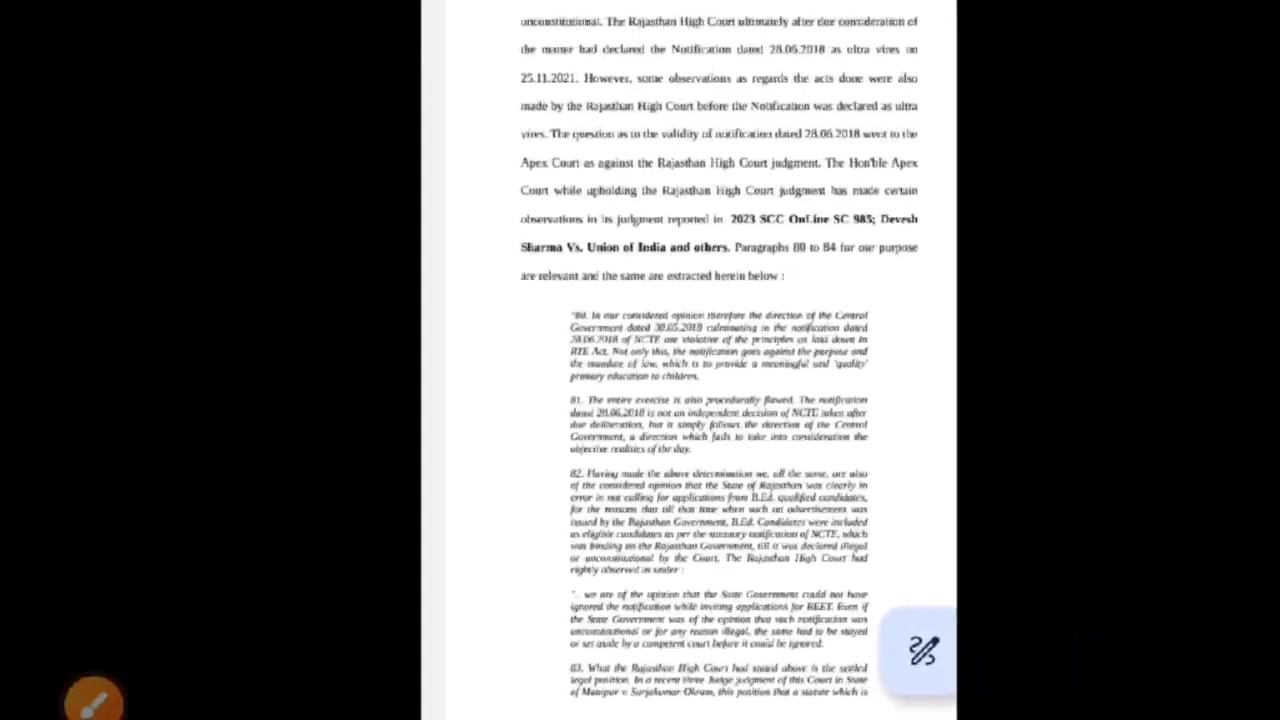 unconstitutional. The Rajasthan High Court ultimately after due consideration of
the matter had declared the Notification dated 28.06.2018 as ultra vires on
25.11.2021. However, some observations as regards the acts done were also
made by the Rajasthan High Court before the Notification was declared as ultra
vires. The question as to the validity of notification dated 28.06.2018 went to the
Apex Court as against the Rajasthan High Court judgment. The Hon'ble Apex
Court while upholding the Rajasthan High Court judgment has made certain
observations in its judgment reported in 2023 SCC OnLine SC 985; Devesh
Sharma Vs. Union of India and others. Paragraphs 80 to 84 for our purpose
are relevant and the same are extracted herein below :
"80. In our considered opinion therefore the direction of the Central
Government dated 30.05.2018 culminating in the notification dated
28.06.2018 of NCTE are violative of the principles as laid down in
RTE Act. Not only this, the notification goes against the purpose and
the mandate of law, which is to provide a meaningful and 'quality'
primary education to children.
81. The entire exercise is also procedurally flawed. The notification
dated 28.06.2018 is not an independent decision of NCTE taken after
due deliberation, but it simply follows the direction of the Central
Government, a direction which fails to take into consideration the
objective realities of the day.
82. Having made the above determination we, all the same, are also
of the considered opinion that the State of Rajasthan was clearly in
error in not calling for applications from B.Ed. qualified candidates,
for the reasons that till that time when such an advertisement was
issued by the Rajasthan Government, B.Ed. Candidates were included
as eligible candidates as per the statutory notification of NCTE, which
was binding on the Rajasthan Government, till it was declared illegal
or unconstitutional by the Court. The Rajasthan High Court had
rightly observed as under :
".. we are of the opinion that the State Government could not have
ignored the notification while inviting applications for REET. Even if
the State Government was of the opinion that such notification was
unconstitutional or for any reason illegal, the same had to be stayed
or set aside by a competent court before it could be ignored.
83. What the Rajasthan High Court had stated above is the settled
legal position. In a recent three Judge judgment of this Court in State
of Manipur v. Surjakumar Okram, this position that a statute which is